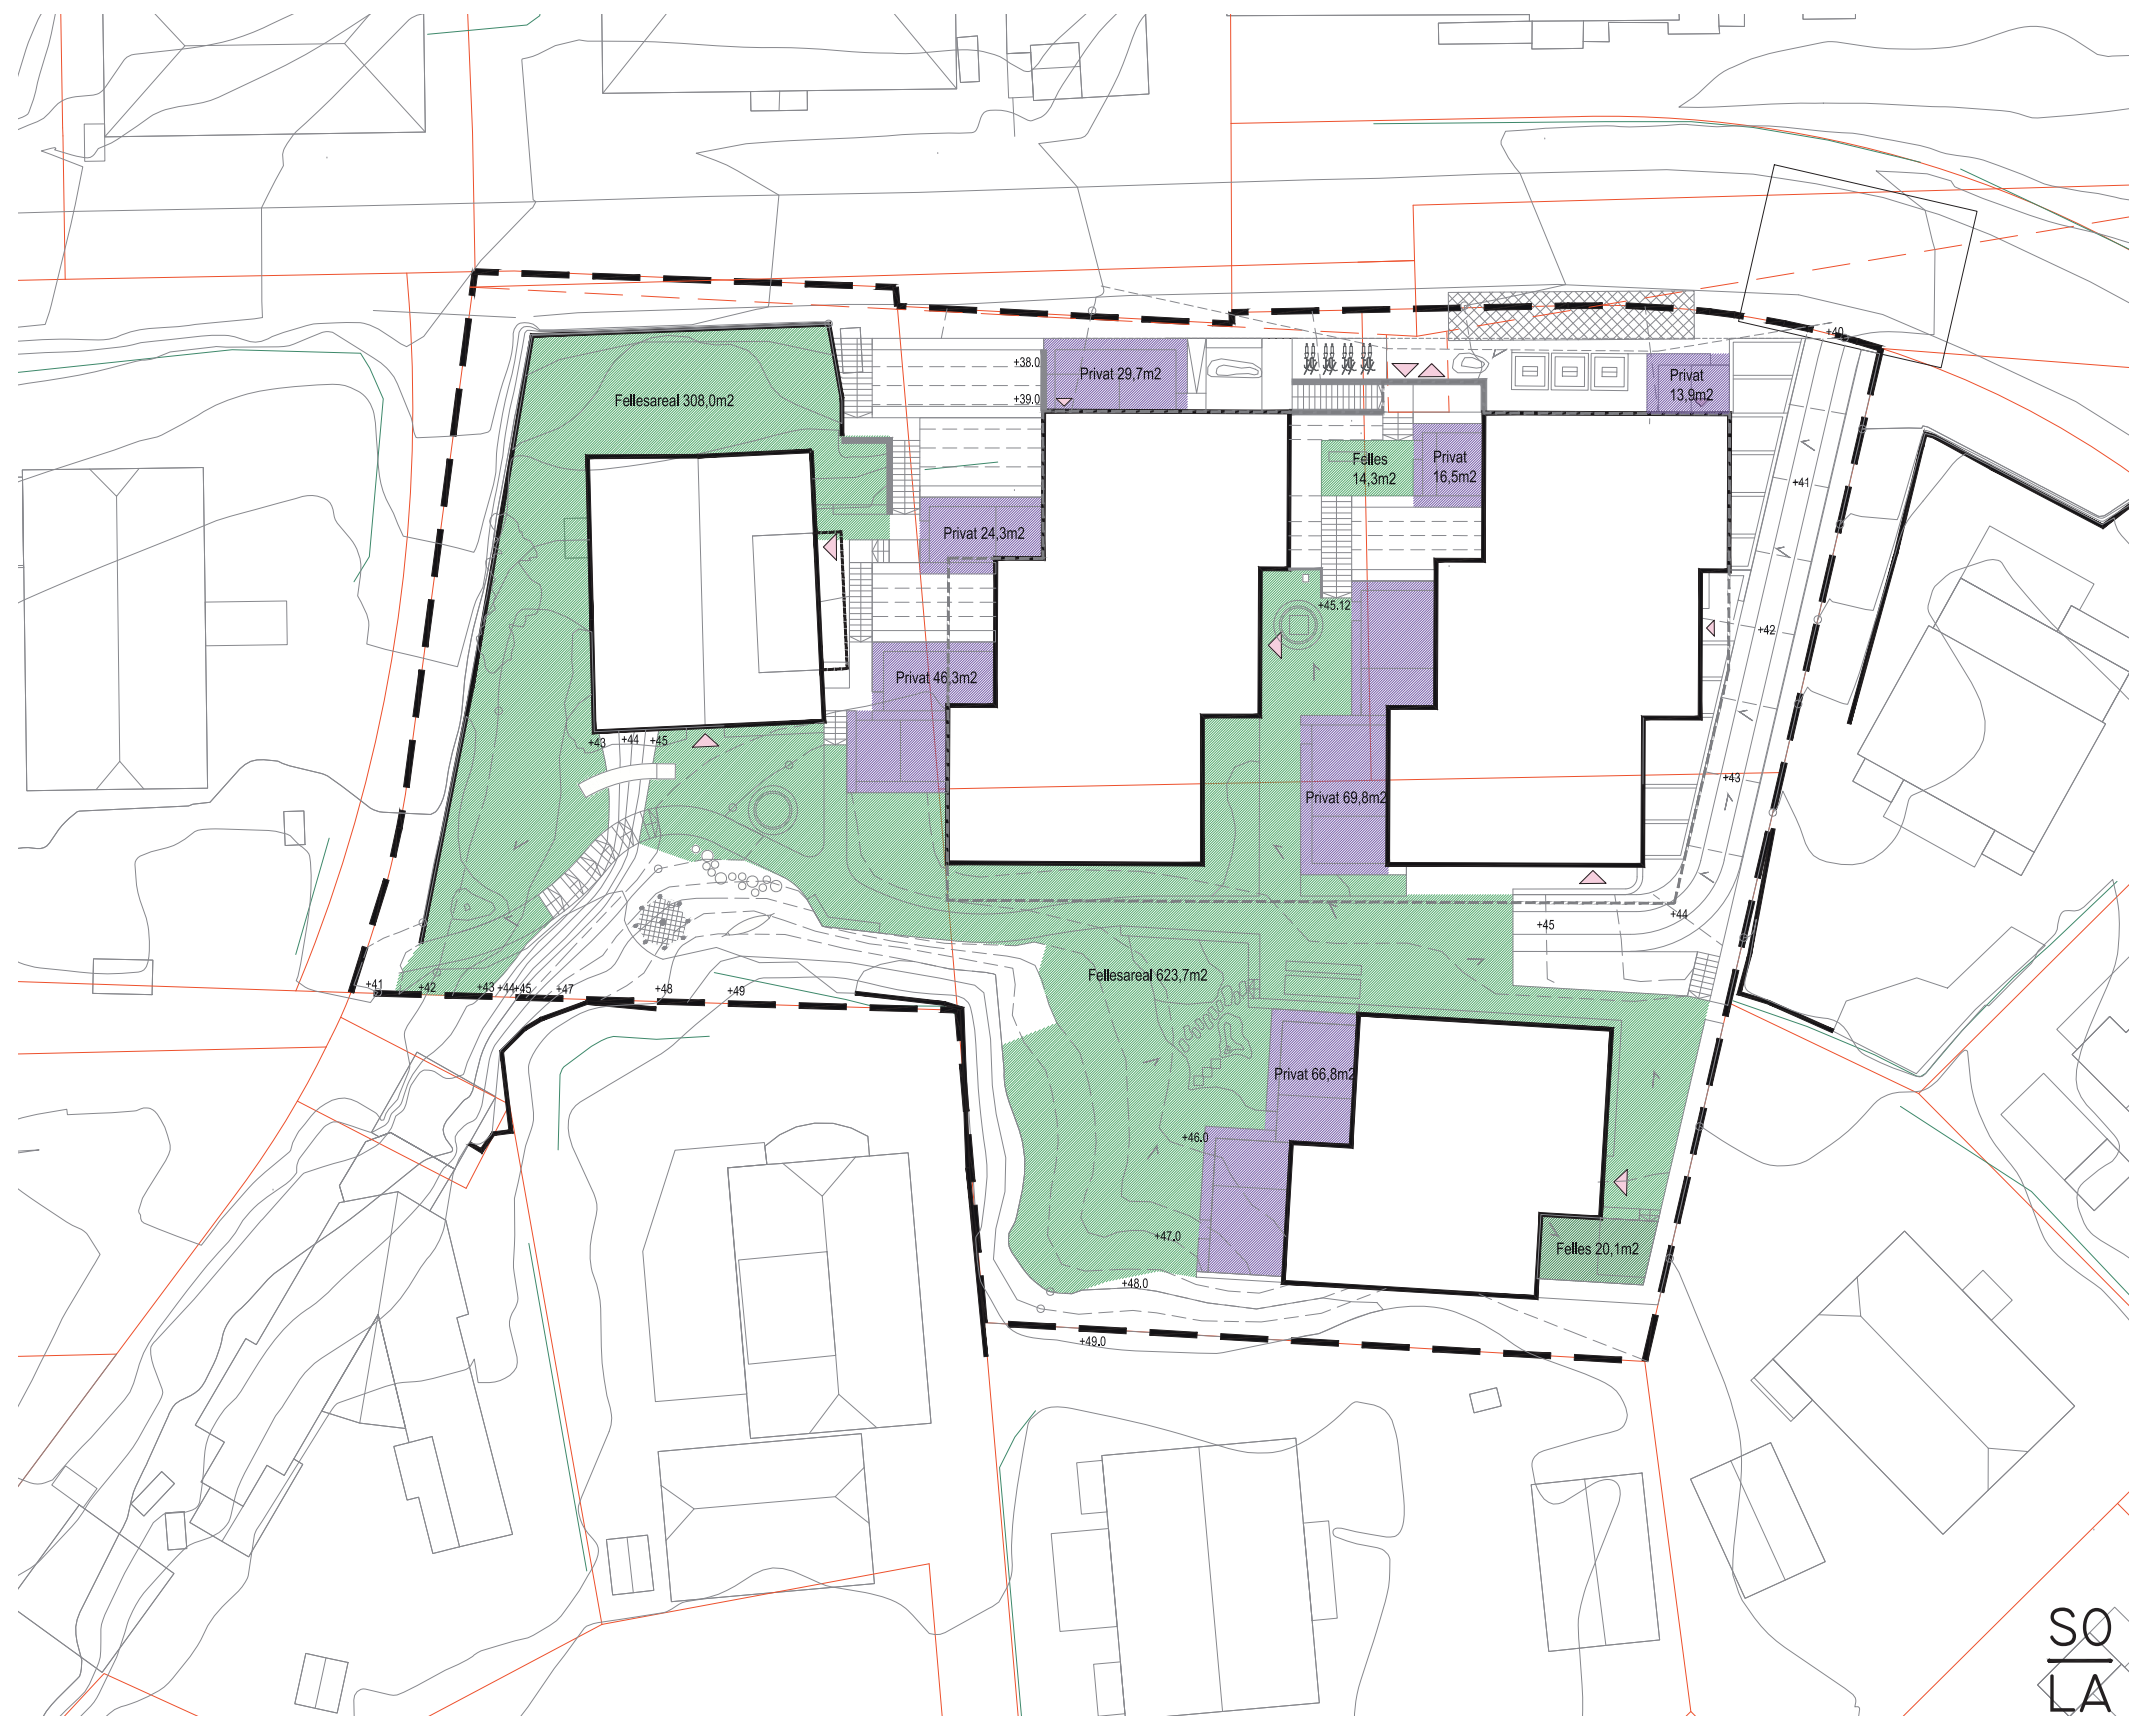 +40
+38.0
Privat 29,7m2
Privat
13,9m2
+39.0
Fellesareal 308,0m2
Felles
14,3m2
Privat
16,5m2
+41
Privat 24,3m2
+45.12
+42
Privat 46,3m2
+43
+44
+45
+43
Privat 69,8m2
+44
+45
Fellesareal 623,7m2
+41
+42
+43
+44
+45
+47
+48
+49
Privat 66,8m2
+46.0
+47.0
Felles 20,1m2
+48.0
+49.0
SO
LA